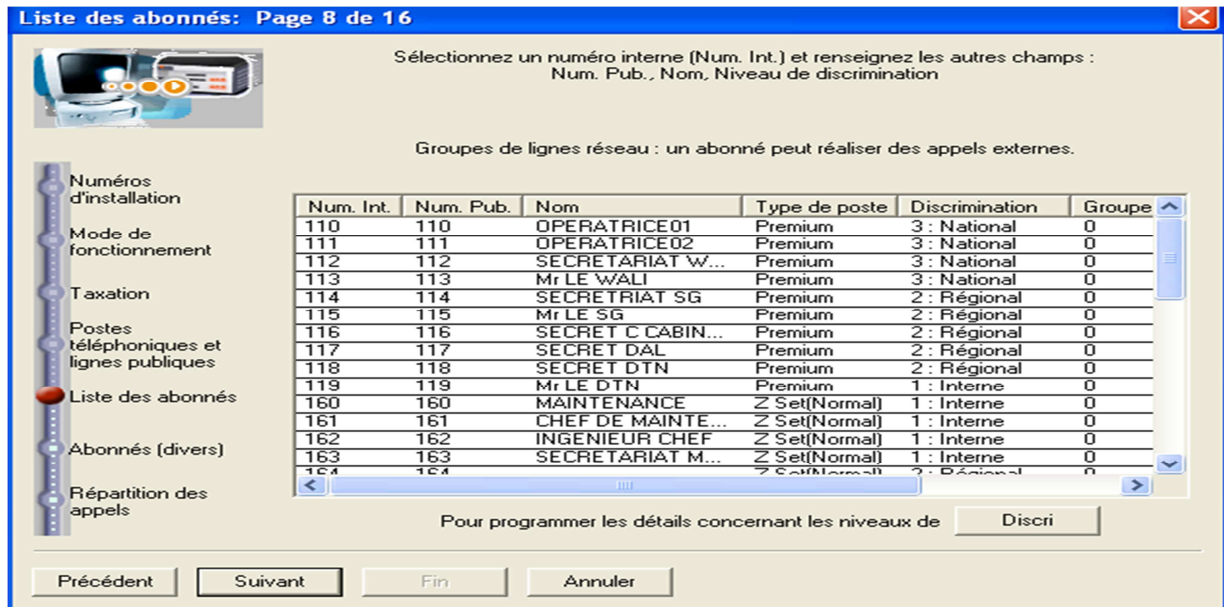 Liste des abonnés: Page 8 de 16
Sélectionnez un numéro interne (Num. Int.) et renseignez les autres champs :
Num. Pub., Nom, Niveau de discrimination
Groupes de lignes réseau : un abonné peut réaliser des appels externes.
Numéros
d'installation
Mode de
fonctionnement
Taxation
Postes
téléphoniques et
lignes publiques
Liste des abonnés
Abonnés (divers)
Répartition des
appels
Num. Int. Num. Pub. Nom Type de poste Discrimination Groupe
110 110 OPERATRICE01 Premium 3 : National 0
111 111 OPERATRICE02 Premium 3 : National 0
112 112 SECRETARIAT W... Premium 3 : National 0
113 113 Mr LE WALI Premium 3 : National 0
114 114 SECRETRIAT SG Premium 2 : Régional 0
115 115 Mr LE SG Premium 2 : Régional 0
116 116 SECRET C CABIN... Premium 2 : Régional 0
117 117 SECRET DAL Premium 2 : Régional 0
118 118 SECRET DTN Premium 2 : Régional 0
119 119 Mr LE DTN Premium 1 : Interne 0
160 160 MAINTENANCE Z Set(Normal) 1 : Interne 0
161 161 CHEF DE MAINTE... Z Set(Normal) 1 : Interne 0
162 162 INGENIEUR CHEF Z Set(Normal) 1 : Interne 0
163 163 SECRETARIAT M... Z Set(Normal) 1 : Interne 0
164 164 Z Set(Normal) 2 : Régional 0
Pour programmer les détails concernant les niveaux de Discri
Précédent Suivant Fin Annuler